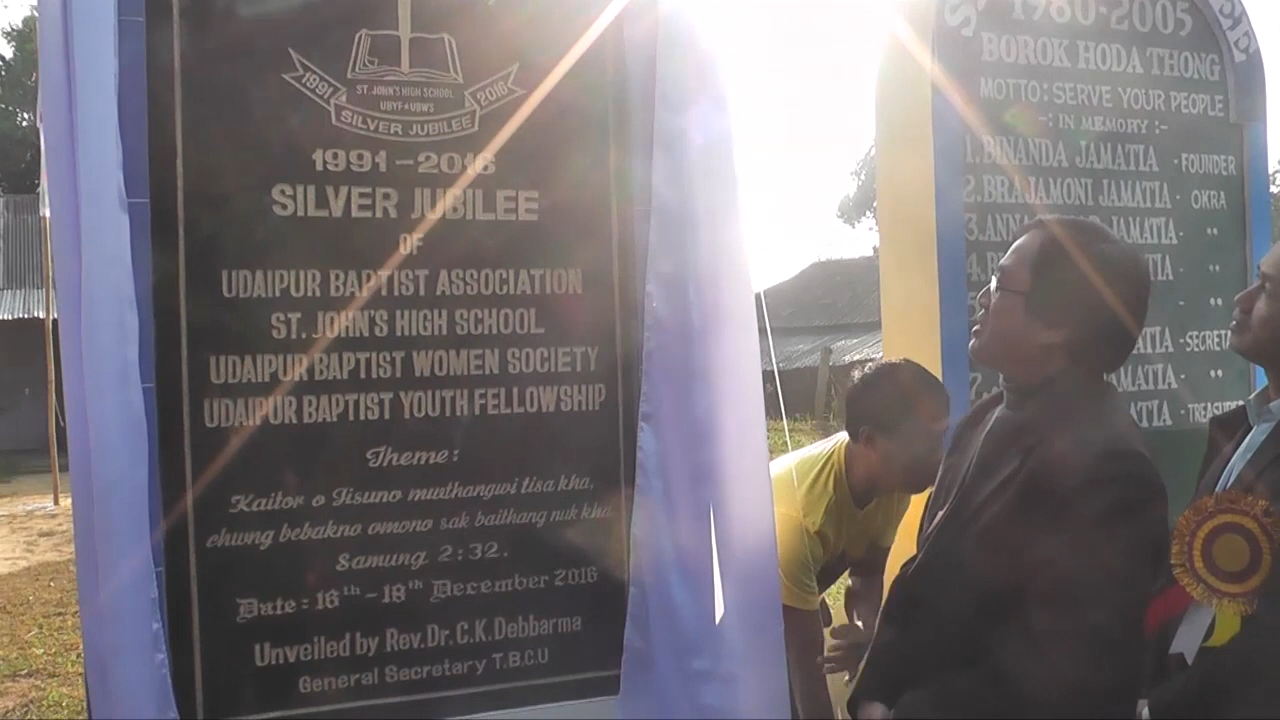 1991 ST. JOHN'S HIGH SCHOOL 2016
UBYF★UBWS
SILVER JUBILEE
1991-2016
SILVER JUBILEE
OF
UDAIPUR BAPTIST ASSOCIATION
ST. JOHN'S HIGH SCHOOL
UDAIPUR BAPTIST WOMEN SOCIETY
UDAIPUR BAPTIST YOUTH FELLOWSHIP
Theme:
Kaitor o Jisuno mwthangwi tisa kha,
chwng bebakno omono sak baithang nuk kha
Samung 2:32.
Date: 16th-18th December 2016
Unveiled by Rev.Dr.C.K.Debbarma
General Secretary T.B.C.U
1980-2005
BOROK HODA THONG
MOTTO: SERVE YOUR PEOPLE
-: IN MEMORY :-
1. BINANDA JAMATIA - FOUNDER
2. BRAJAMONI JAMATIA - OKRA
3. - "
4. - "
"
- SECRETA
- "
- TREASURER